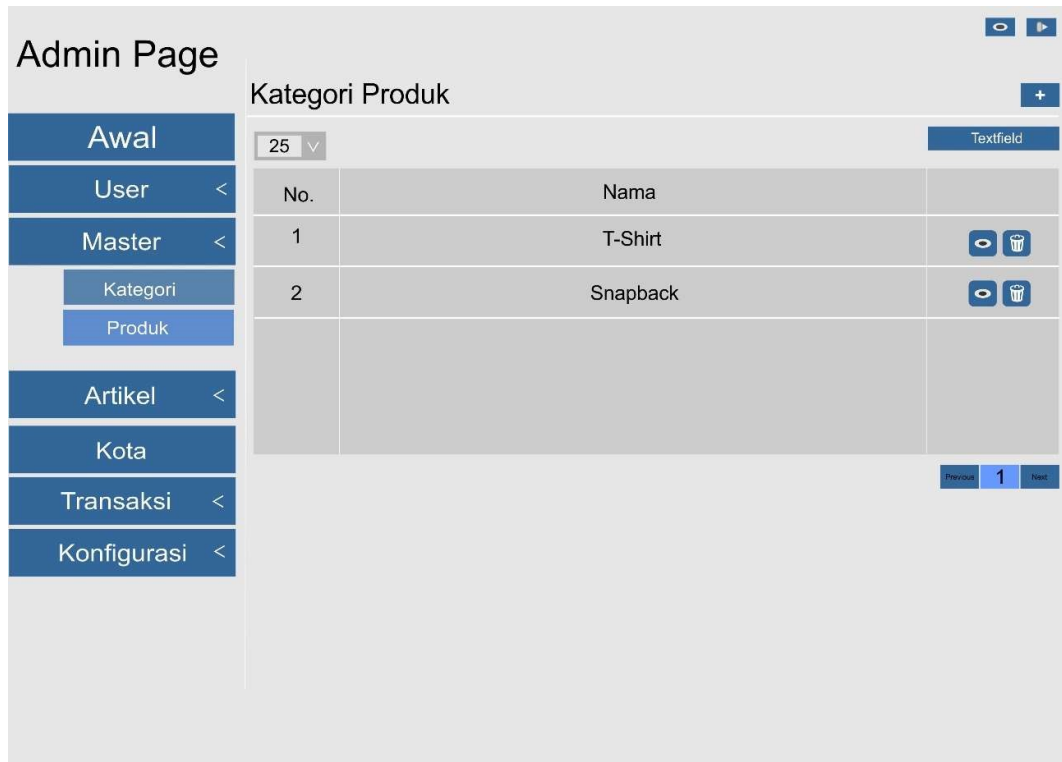 Admin Page
Kategori Produk
+
Awal
User <
Master <
Kategori
Produk
Artikel <
Kota
Transaksi <
Konfigurasi <
25
Textfield
No. Nama
1 T-Shirt
2 Snapback
Previous 1 Next